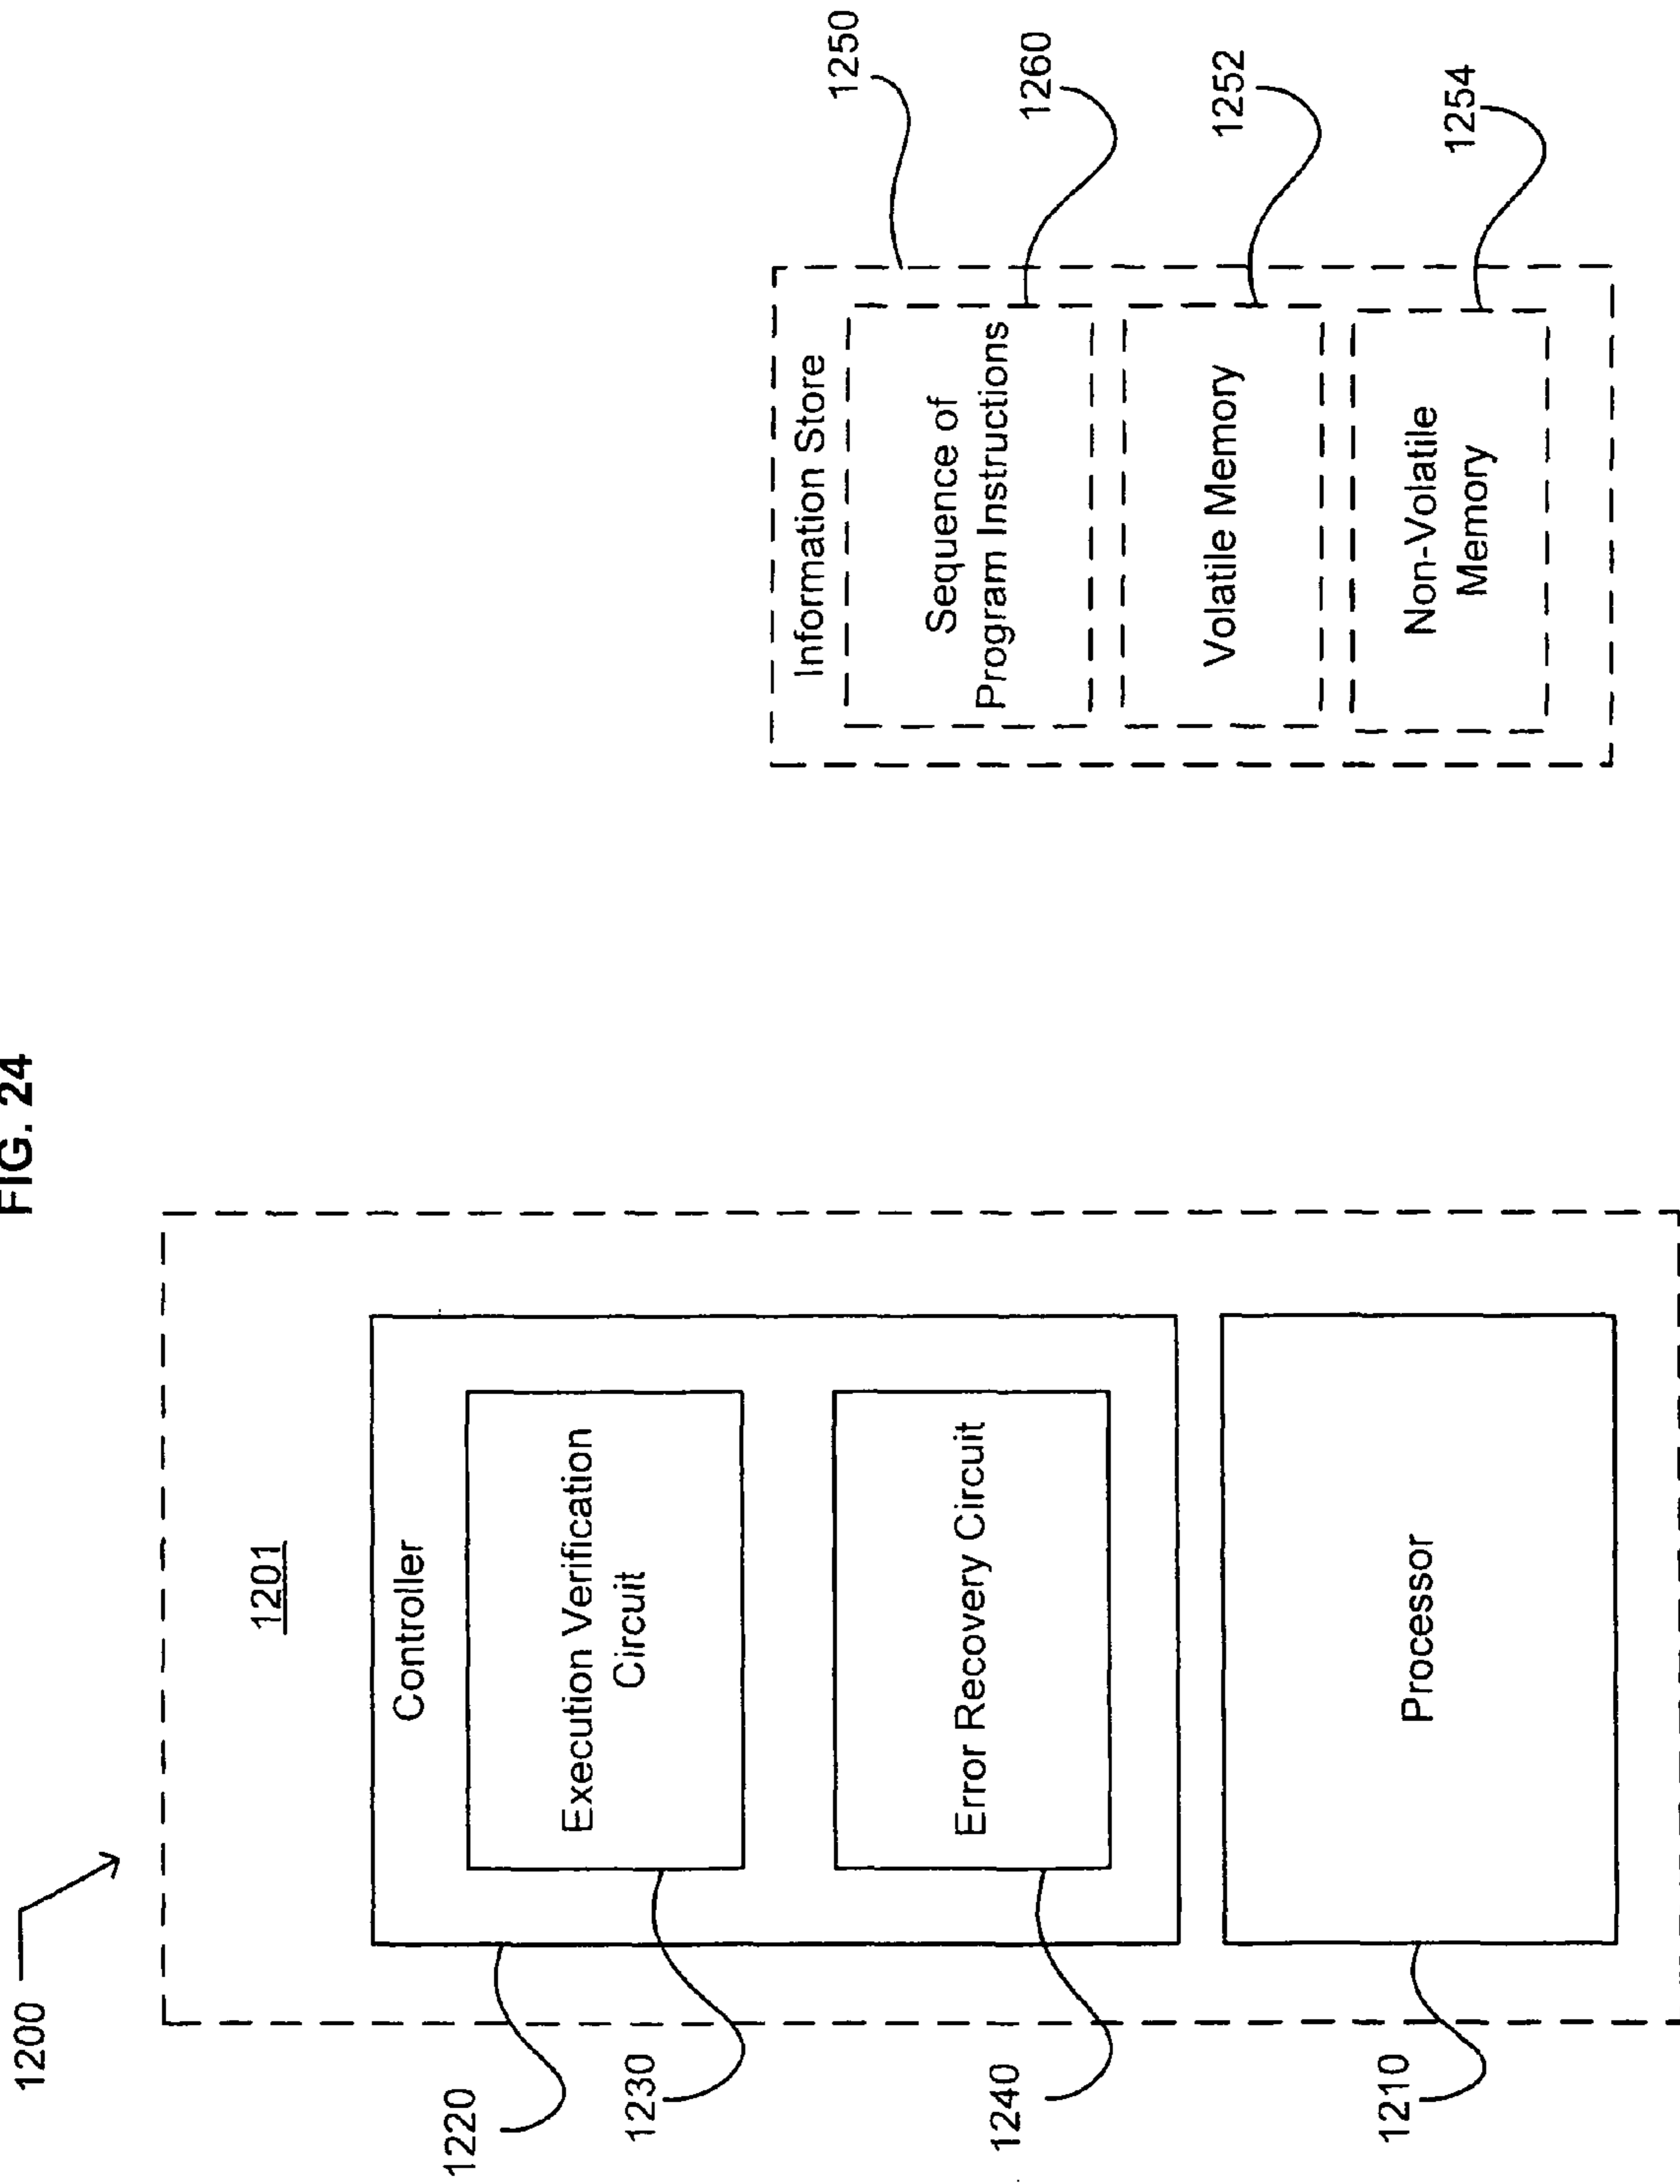 FIG. 24
1200
1201
1220
Controller
1230
Execution Verification
Circuit
1240
Error Recovery Circuit
1210
Processor
1250
Information Store
1260
Sequence of
Program Instructions
1252
Volatile Memory
1254
Non-Volatile
Memory